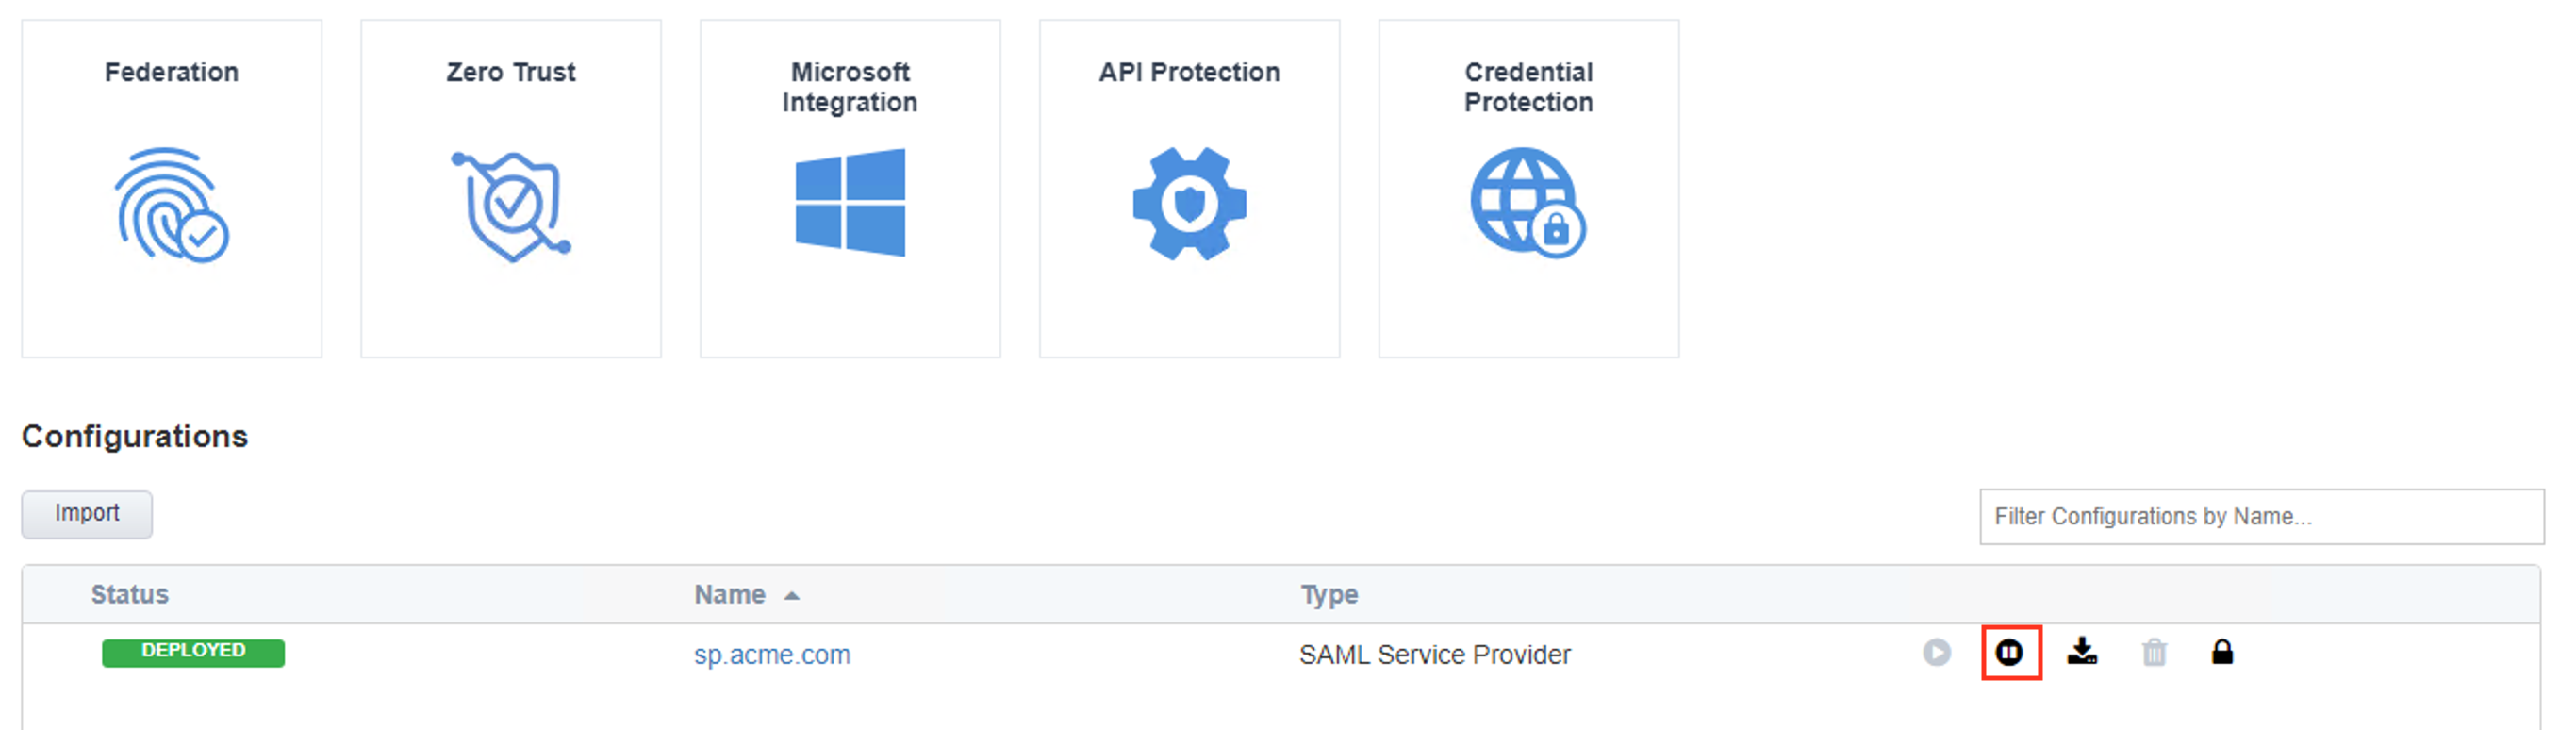 Federation
Zero Trust
Microsoft
Integration
API Protection
Credential
Protection
Configurations
Import
Filter Configurations by Name...
Status Name Type
DEPLOYED sp.acme.com SAML Service Provider